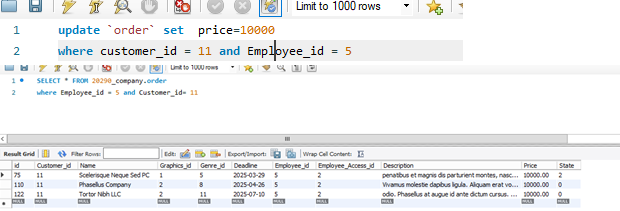 Limit to 1000 rows
1 update `order` set price=10000
2 where customer_id = 11 and Employee_id = 5
Limit to 1000 rows
1 SELECT * FROM 20290_company.order
2 where Employee_id = 5 and Customer_id= 11
Result Grid Filter Rows: Edit: Export/Import: Wrap Cell Content:
id Customer_id Name Graphics_id Genre_id Deadline Employee_id Employee_Access_id Description Price State
75 11 Scelerisque Neque Sed PC 1 5 2025-03-29 5 2 penatibus et magnis dis parturient montes, nasc... 10000.00 2
110 11 Phasellus Company 2 8 2025-04-26 5 2 Vivamus molestie dapibus ligula. Aliquam erat vo... 10000.00 0
122 11 Tortor Nibh LLC 2 11 2025-07-10 5 2 odio. Phasellus at augue id ante dictum cursus. ... 10000.00 0
NULL NULL NULL NULL NULL NULL NULL NULL NULL NULL NULL